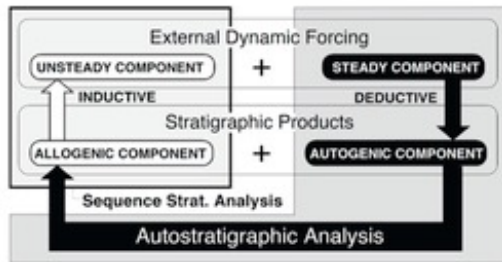 External Dynamic Forcing
UNSTEADY COMPONENT + STEADY COMPONENT
INDUCTIVE DEDUCTIVE
Stratigraphic Products
ALLOGENIC COMPONENT + AUTOGENIC COMPONENT
Sequence Strat. Analysis
Autostratigraphic Analysis